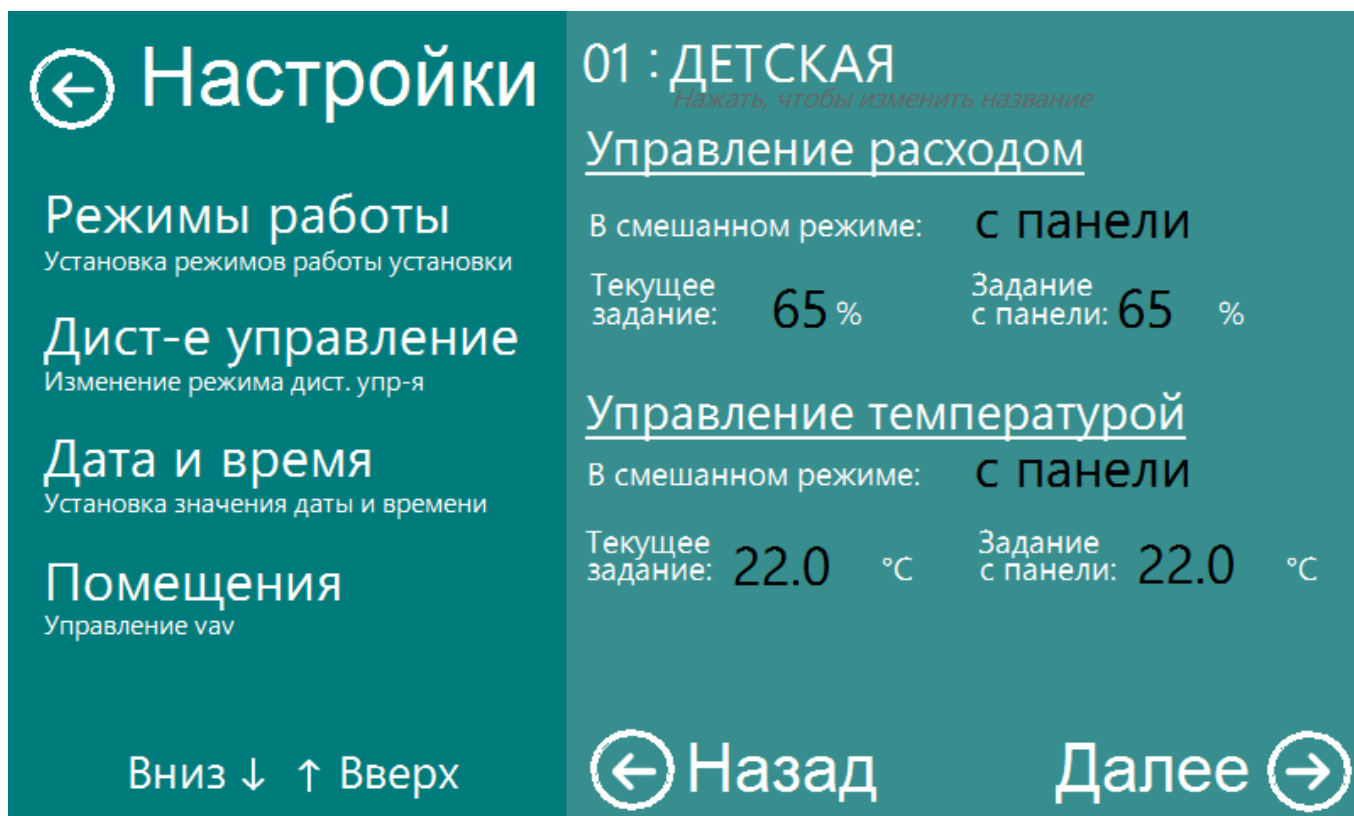 Настройки
Режимы работы
Установка режимов работы установки
Дист-е управление
Изменение режима дист. упр-я
Дата и время
Установка значения даты и времени
Помещения
Управление vav
Вниз ↓ ↑ Вверх
01 : ДЕТСКАЯ
Нажать, чтобы изменить название
Управление расходом
В смешанном режиме: с панели
Текущее Задание
задание: 65 % с панели: 65 %
Управление температурой
В смешанном режиме: с панели
Текущее Задание
задание: 22.0 °C с панели: 22.0 °C
Назад Далее